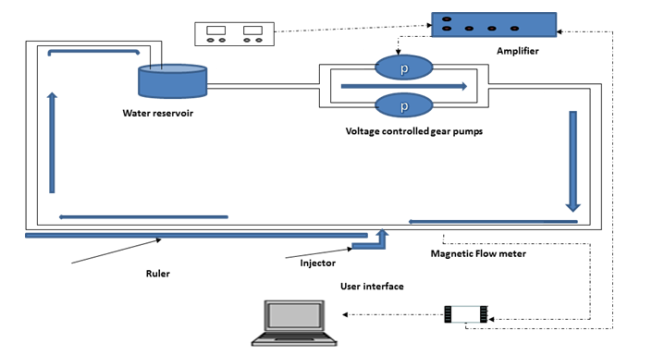 Amplifier
p
Water reservoir
p
Voltage controlled gear pumps
Magnetic Flow meter
Injector
Ruler
User interface